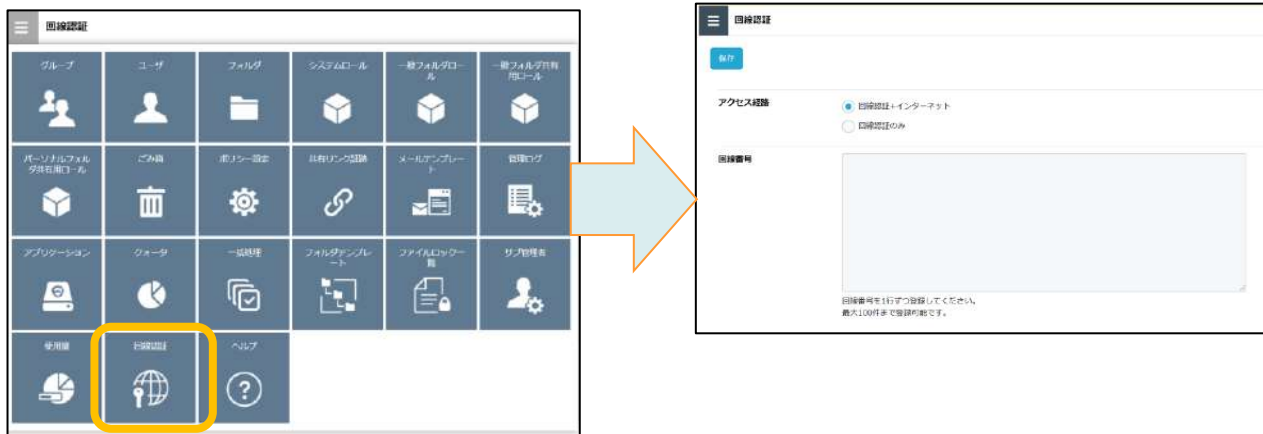 回線認証
グループ
ユーザ
フォルダ
システムロール
一般フォルダロー
ル
一般フォルダ共有
用ロール
パーソナルフォル
ダ共有用ロール
ごみ箱
ポリシー設定
共有リンク証跡
メールテンプレー
ト
管理ログ
アプリケーション
クォータ
一括処理
フォルダテンプレ
ート
ファイルロック一
覧
サブ管理者
使用量
回線認証
ヘルプ
回線認証
保存
アクセス経路
回線認証+インターネット
回線認証のみ
回線番号
回線番号を1行ずつ登録してください。
最大100件まで登録可能です。